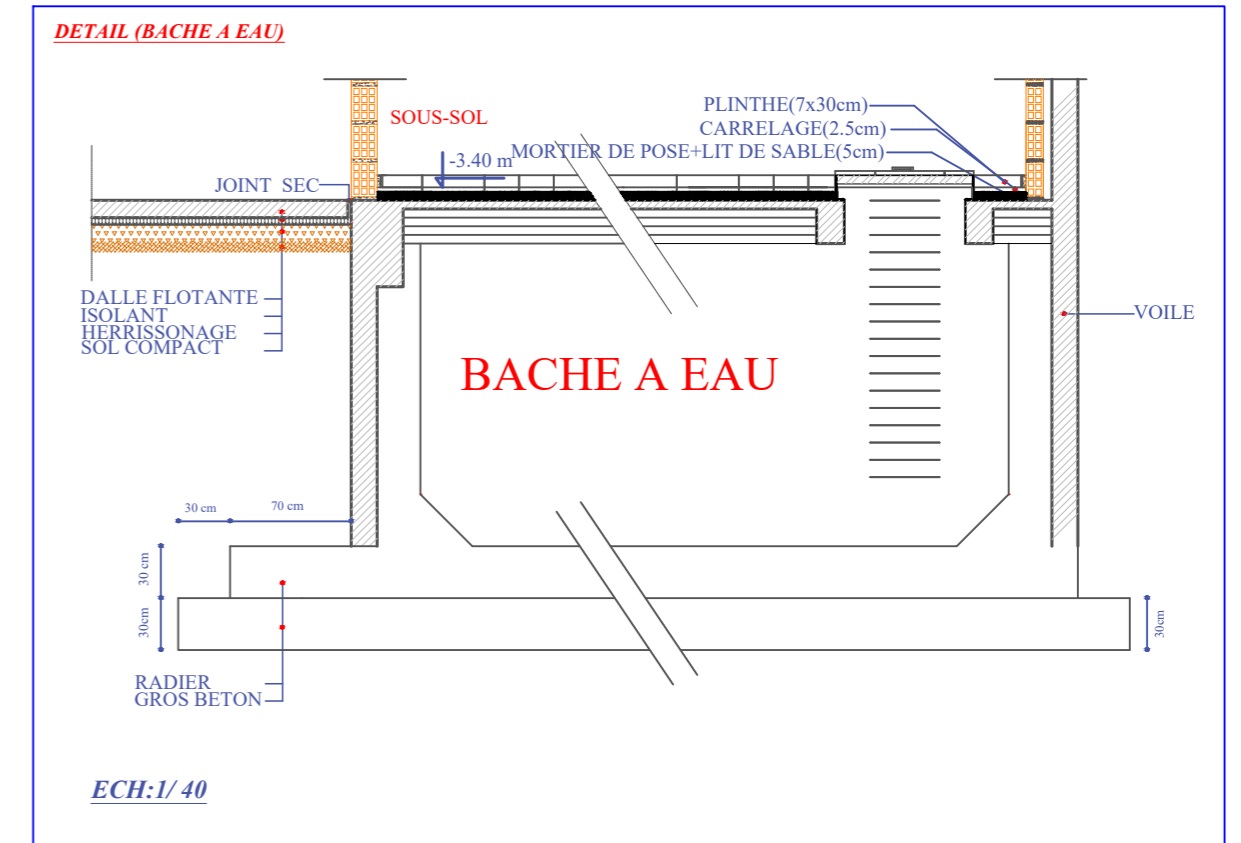 DETAIL (BACHE A EAU)
SOUS-SOL
PLINTHE(7x30cm)
CARRELAGE(2.5cm)
MORTIER DE POSE+LIT DE SABLE(5cm)
-3.40 m
JOINT SEC
DALLE FLOTANTE
ISOLANT
HERRISSONAGE
SOL COMPACT
VOILE
BACHE A EAU
30 cm
70 cm
30 cm
30cm
30cm
RADIER
GROS BETON
ECH:1/ 40